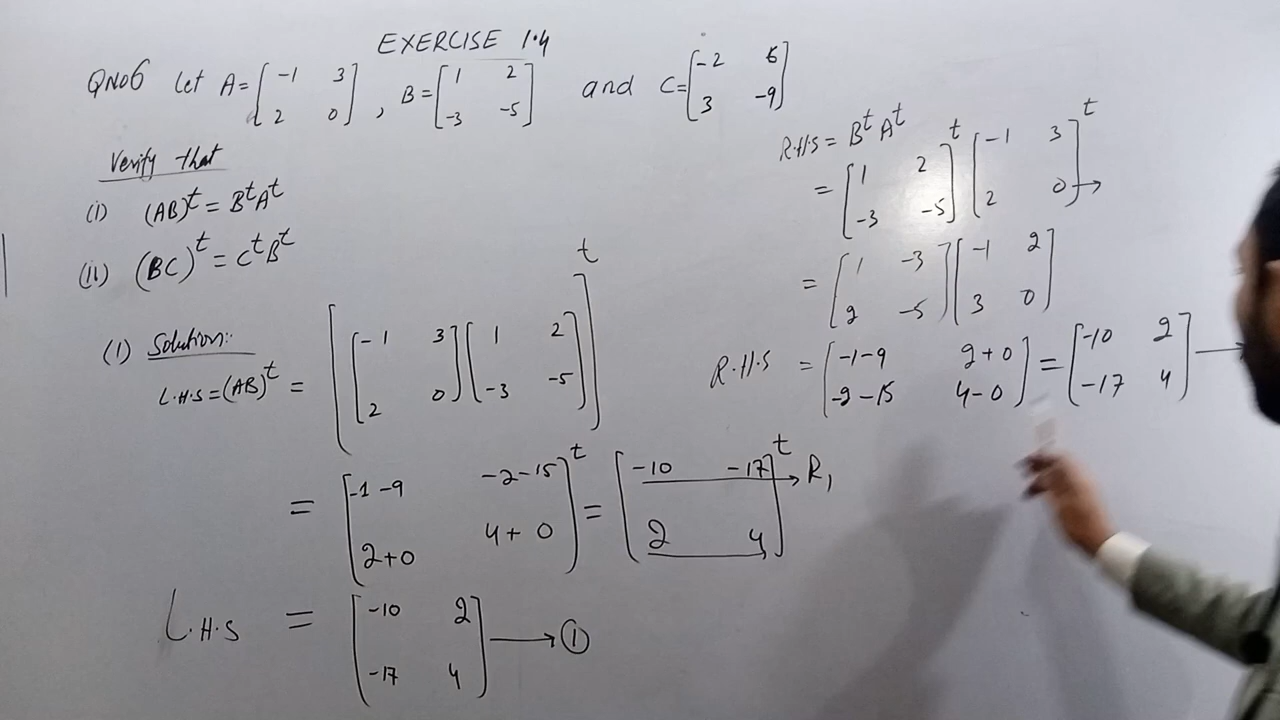 EXERCISE 1.4
QNo6 Let A=[-1 3
2 0], B=[1 2
-3 -5] and C=[-2 6
3 -9]
Verify that
(i) (AB)^t = B^tA^t
(ii) (BC)^t = C^tB^t
(1) Solution:
L.H.S=(AB)^t = [[-1 3
2 0][1 2
-3 -5]]^t
= [-1-9 -2-15
2+0 4+0]^t = [-10 -17
2 4]^t → R1
L.H.S = [-10 2
-17 4] → ①
R.H.S = B^t A^t
= [1 2
-3 -5]^t [-1 3
2 0]^t →
= [1 -3
2 -5][-1 2
3 0]
R.H.S = [-1-9 2+0
-2-15 4-0] = [-10 2
-17 4] →